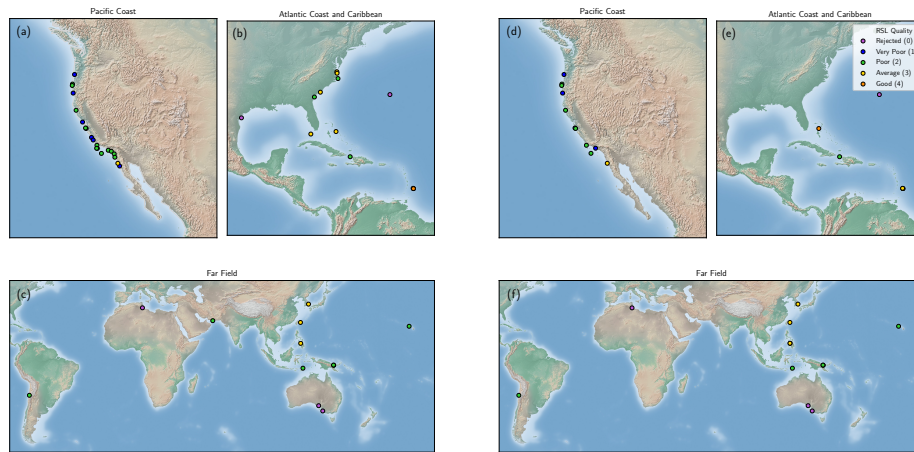 Pacific Coast
Atlantic Coast and Caribbean
(a)
(b)
Far Field
(c)
Pacific Coast
Atlantic Coast and Caribbean
(d)
(e)
RSL Quality
Rejected (0)
Very Poor (1
Poor (2)
Average (3)
Good (4)
Far Field
(f)